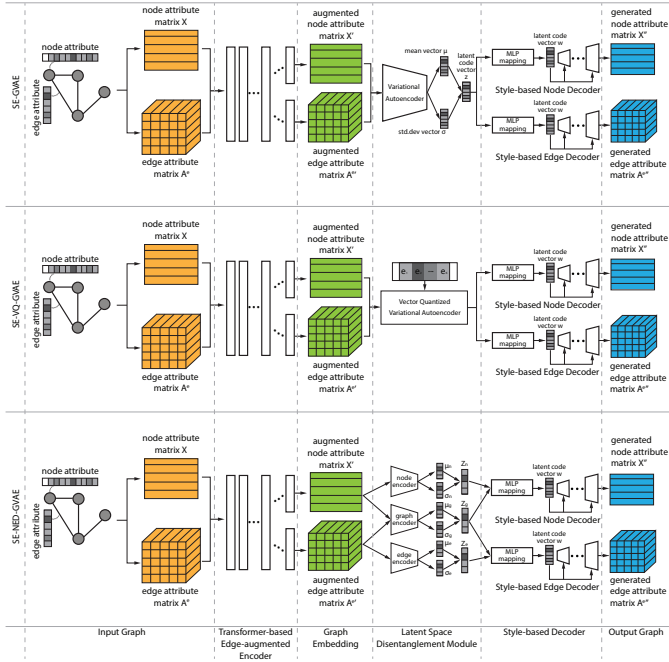 SE-GVAE
node attribute
edge attribute
node attribute
matrix X
edge attribute
matrix Aᵉ
augmented
node attribute
matrix X'
augmented
edge attribute
matrix Aᵉ'
Variational
Autoencoder
mean vector μ
std.dev vector σ
latent
code
vector
z
MLP
mapping
latent code
vector w
Style-based Node Decoder
MLP
mapping
latent code
vector w
Style-based Edge Decoder
generated
node attribute
matrix X"
generated
edge attribute
matrix Aᵉ"
SE-VQ-GVAE
node attribute
edge attribute
node attribute
matrix X
edge attribute
matrix Aᵉ
augmented
node attribute
matrix X'
augmented
edge attribute
matrix Aᵉ'
Vector Quantized
Variational Autoencoder
MLP
mapping
latent code
vector w
Style-based Node Decoder
MLP
mapping
latent code
vector w
Style-based Edge Decoder
generated
node attribute
matrix X"
generated
edge attribute
matrix Aᵉ"
SE-NED-GVAE
node attribute
edge attribute
node attribute
matrix X
edge attribute
matrix Aᵉ
augmented
node attribute
matrix X'
augmented
edge attribute
matrix Aᵉ'
node
encoder
graph
encoder
edge
encoder
μₙ
σₙ
μg
σg
μₑ
σₑ
Zₙ
Zg
Zₑ
MLP
mapping
latent code
vector w
Style-based Node Decoder
MLP
mapping
latent code
vector w
Style-based Edge Decoder
generated
node attribute
matrix X"
generated
edge attribute
matrix Aᵉ"
Input Graph
Transformer-based
Edge-augmented
Encoder
Graph
Embedding
Latent Space
Disentanglement Module
Style-based Decoder
Output Graph